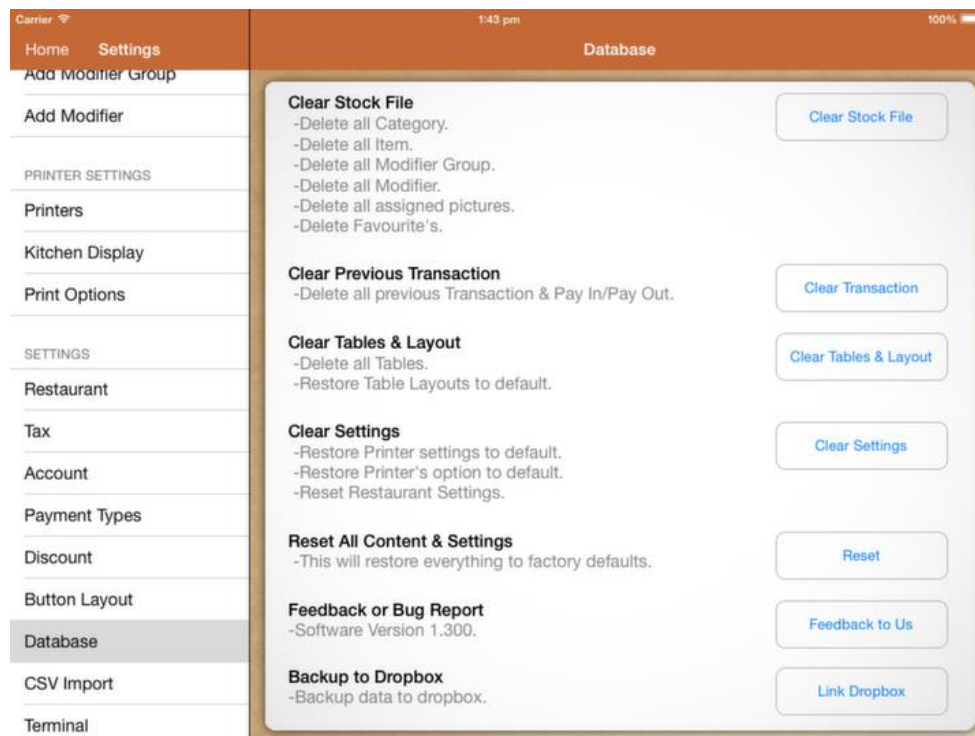 Carrier
1:43 pm
100%
Home
Settings
Database
Add Modifier Group
Add Modifier
PRINTER SETTINGS
Printers
Kitchen Display
Print Options
SETTINGS
Restaurant
Tax
Account
Payment Types
Discount
Button Layout
Database
CSV Import
Terminal
Clear Stock File
-Delete all Category.
-Delete all Item.
-Delete all Modifier Group.
-Delete all Modifier.
-Delete all assigned pictures.
-Delete Favourite's.
Clear Stock File
Clear Previous Transaction
-Delete all previous Transaction & Pay In/Pay Out.
Clear Transaction
Clear Tables & Layout
-Delete all Tables.
-Restore Table Layouts to default.
Clear Tables & Layout
Clear Settings
-Restore Printer settings to default.
-Restore Printer's option to default.
-Reset Restaurant Settings.
Clear Settings
Reset All Content & Settings
-This will restore everything to factory defaults.
Reset
Feedback or Bug Report
-Software Version 1.300.
Feedback to Us
Backup to Dropbox
-Backup data to dropbox.
Link Dropbox